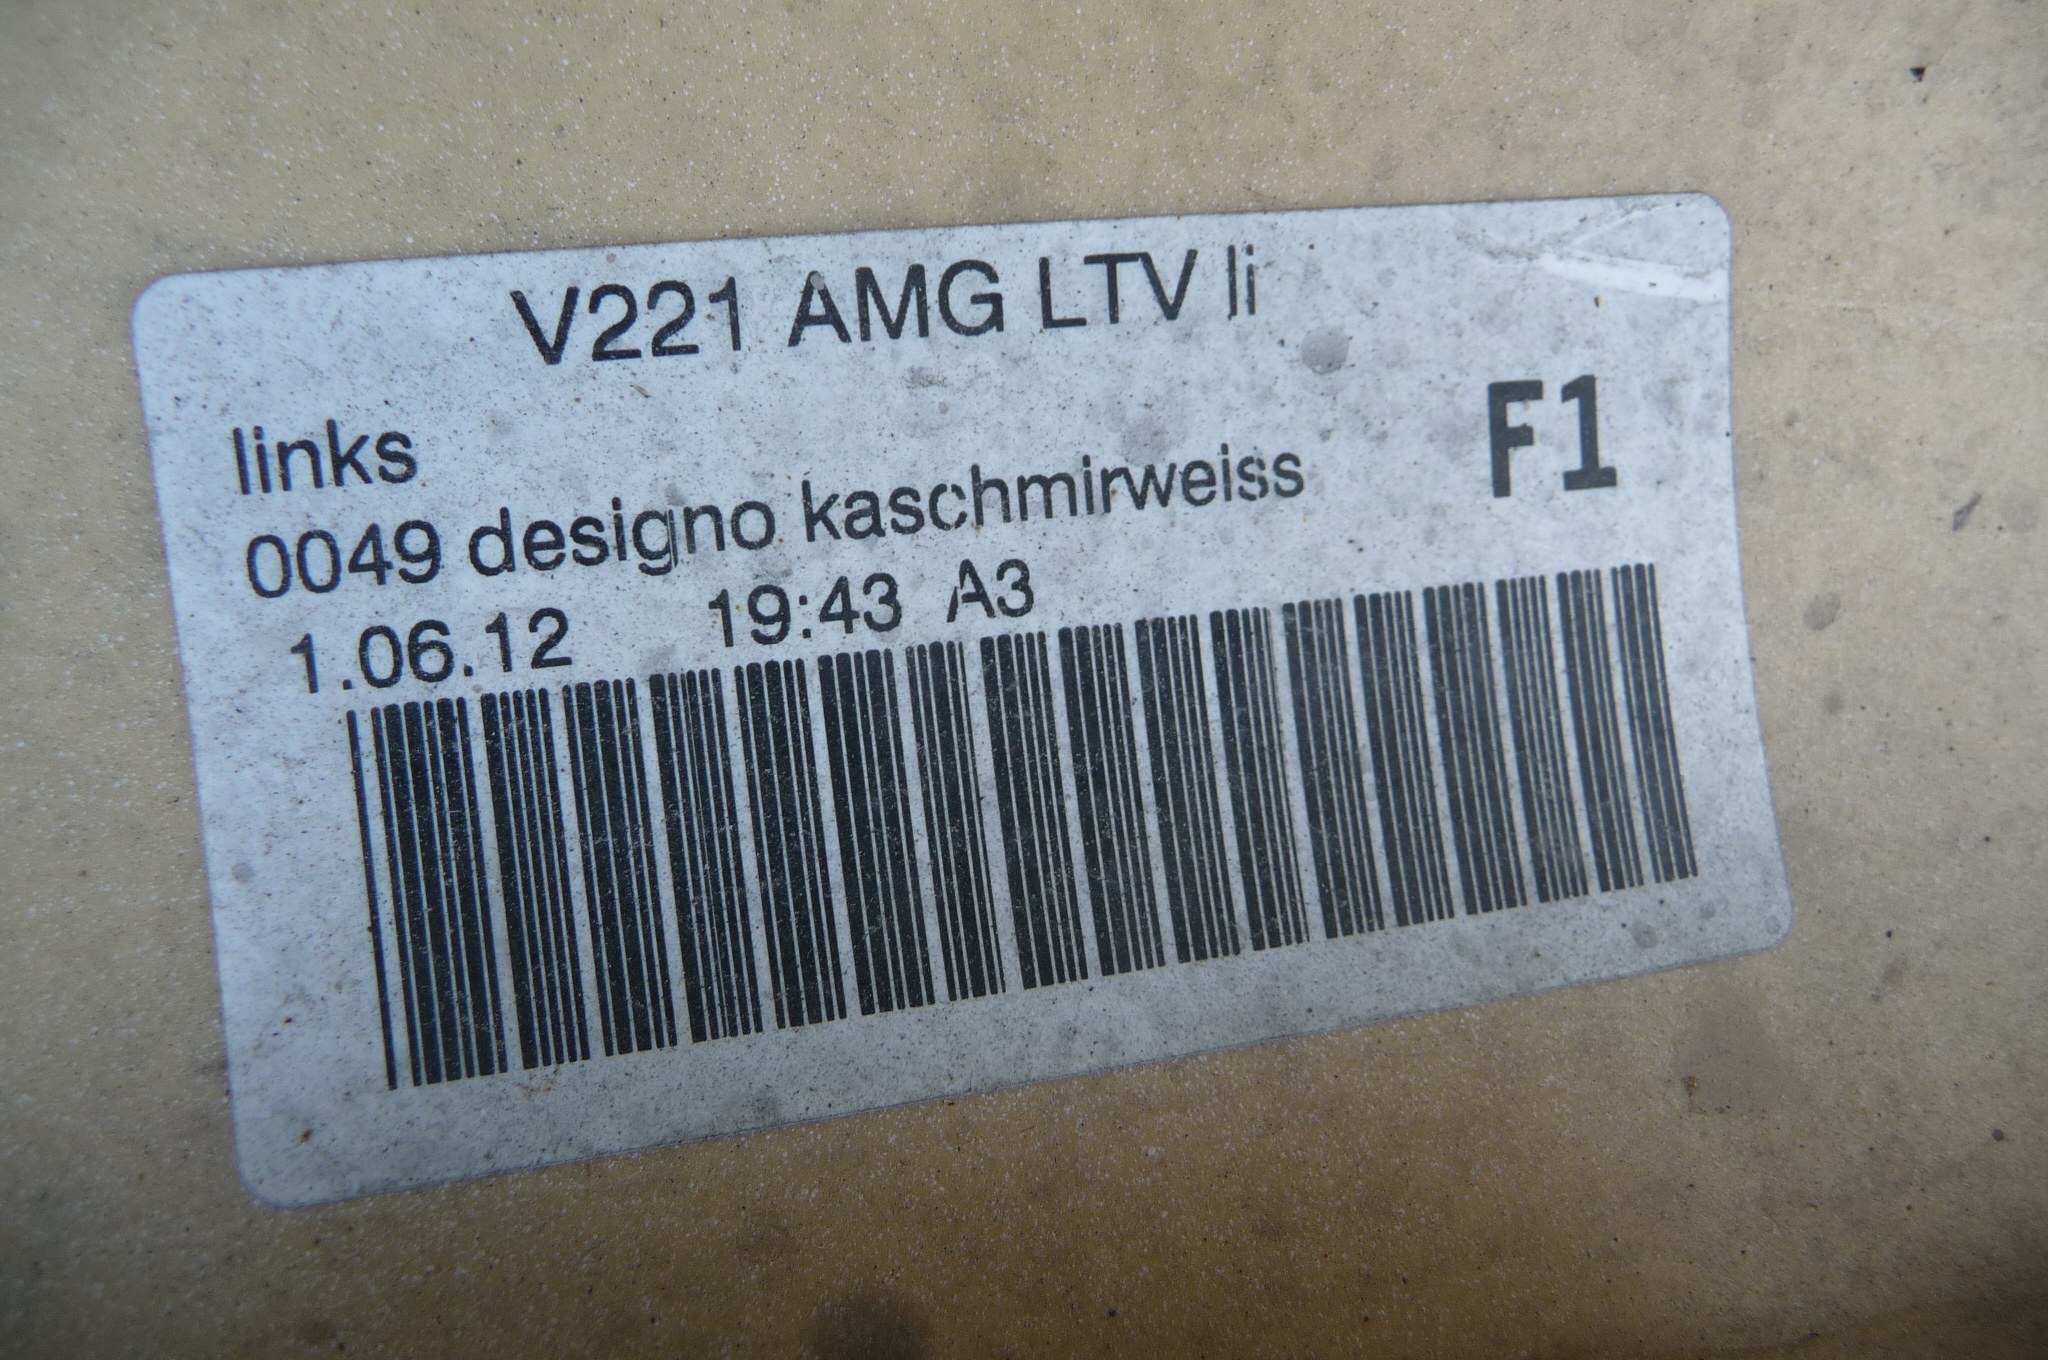 V221 AMG LTV li
links
F1
0049 designo kaschmirweiss
1.06.12 19:43 A3